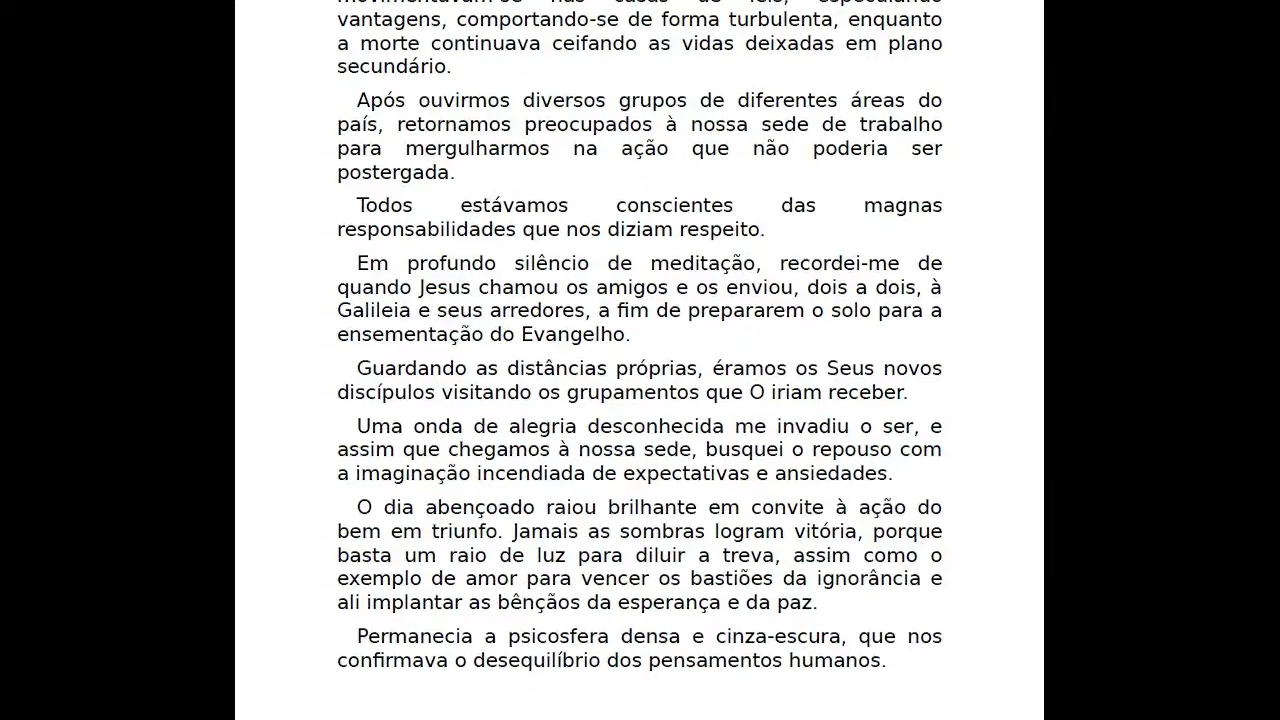 movimentavam-se nas casas de leis, especulando
vantagens, comportando-se de forma turbulenta, enquanto
a morte continuava ceifando as vidas deixadas em plano
secundário.
Após ouvirmos diversos grupos de diferentes áreas do
país, retornamos preocupados à nossa sede de trabalho
para mergulharmos na ação que não poderia ser
postergada.
Todos estávamos conscientes das magnas
responsabilidades que nos diziam respeito.
Em profundo silêncio de meditação, recordei-me de
quando Jesus chamou os amigos e os enviou, dois a dois, à
Galileia e seus arredores, a fim de prepararem o solo para a
ensementação do Evangelho.
Guardando as distâncias próprias, éramos os Seus novos
discípulos visitando os grupamentos que O iriam receber.
Uma onda de alegria desconhecida me invadiu o ser, e
assim que chegamos à nossa sede, busquei o repouso com
a imaginação incendiada de expectativas e ansiedades.
O dia abençoado raiou brilhante em convite à ação do
bem em triunfo. Jamais as sombras logram vitória, porque
basta um raio de luz para diluir a treva, assim como o
exemplo de amor para vencer os bastiões da ignorância e
ali implantar as bênçãos da esperança e da paz.
Permanecia a psicosfera densa e cinza-escura, que nos
confirmava o desequilíbrio dos pensamentos humanos.